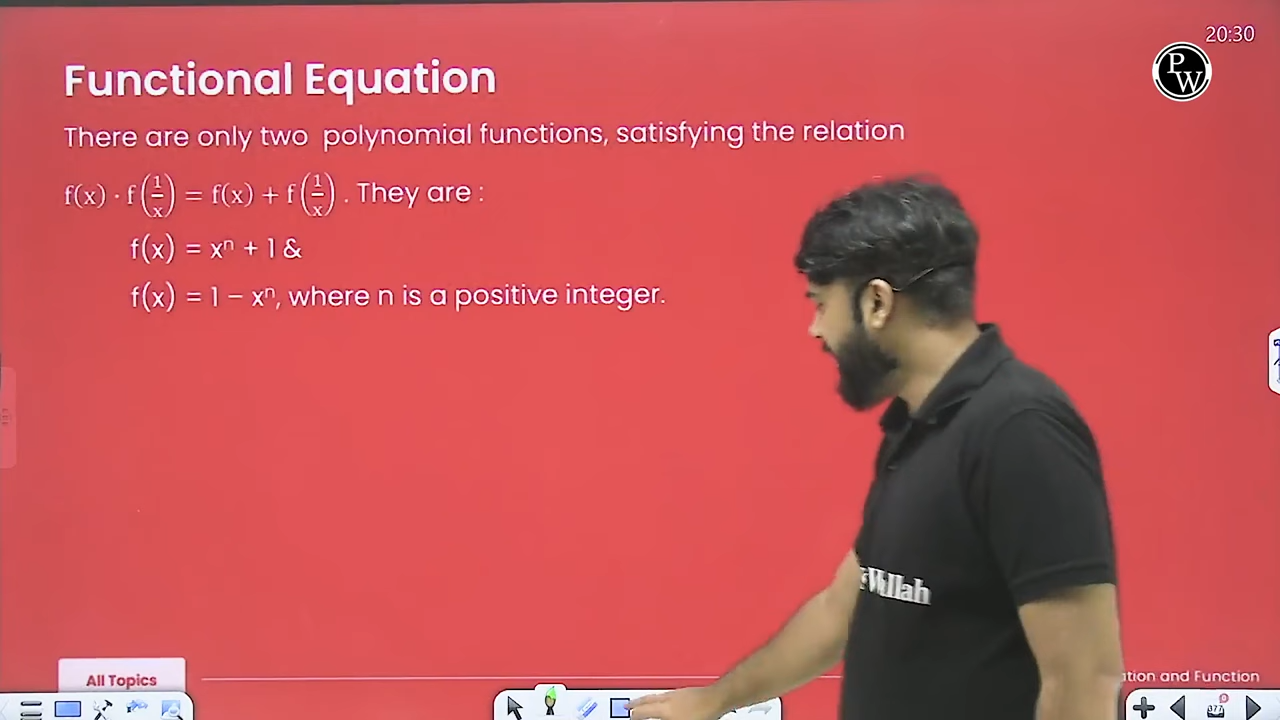 20:30
P
W
Functional Equation
There are only two polynomial functions, satisfying the relation
f(x) · f(1/x) = f(x) + f(1/x). They are :
f(x) = xⁿ + 1 &
f(x) = 1 – xⁿ, where n is a positive integer.
Wallah
All Topics
and Function